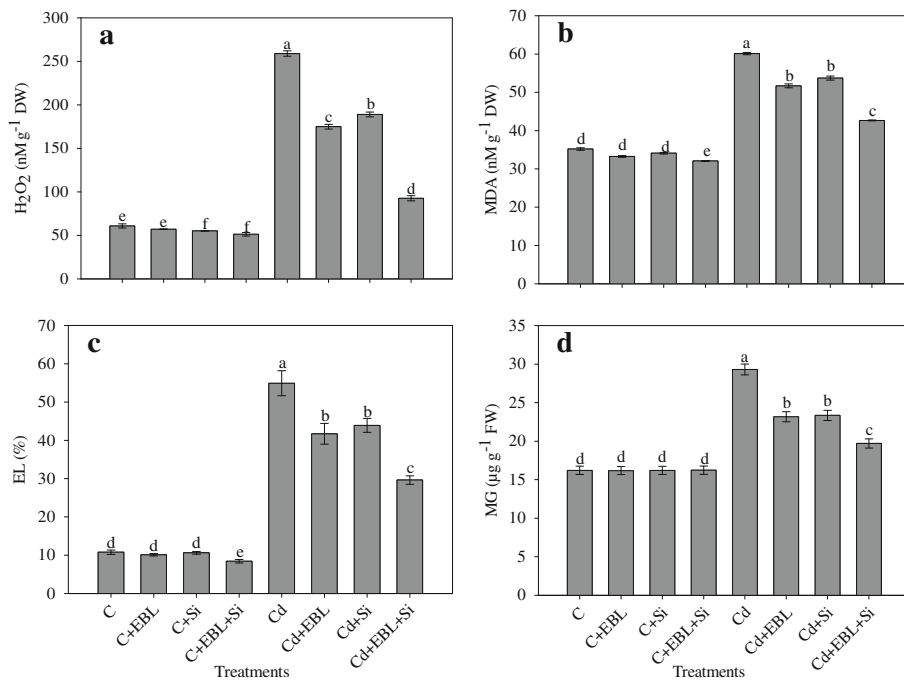 a
H₂O₂ (nM g⁻¹ DW)
300
250
200
150
100
50
0
e
e
f
f
a
c
b
d
b
MDA (nM g⁻¹ DW)
70
60
50
40
30
20
10
0
d
d
d
e
a
b
b
c
c
EL (%)
70
60
50
40
30
20
10
0
d
d
d
e
a
b
b
c
C
C+EBL
C+Si
C+EBL+Si
Cd
Cd+EBL
Cd+Si
Cd+EBL+Si
Treatments
d
MG (µg g⁻¹ FW)
35
30
25
20
15
10
5
0
d
d
d
d
a
b
b
c
C
C+EBL
C+Si
C+EBL+Si
Cd
Cd+EBL
Cd+Si
Cd+EBL+Si
Treatments